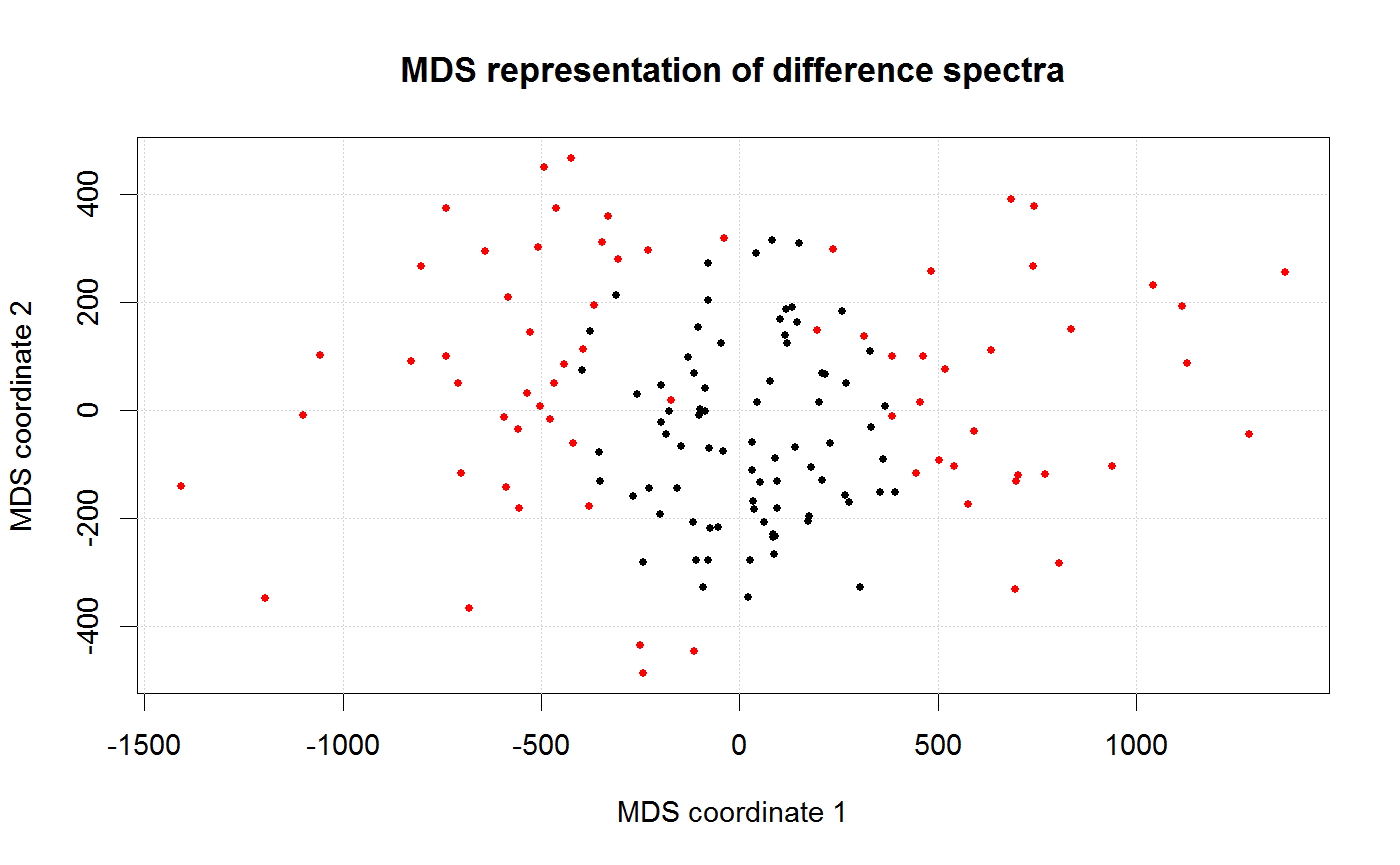 MDS representation of difference spectra
MDS coordinate 2
400
200
0
-200
-400
-1500 -1000 -500 0 500 1000
MDS coordinate 1